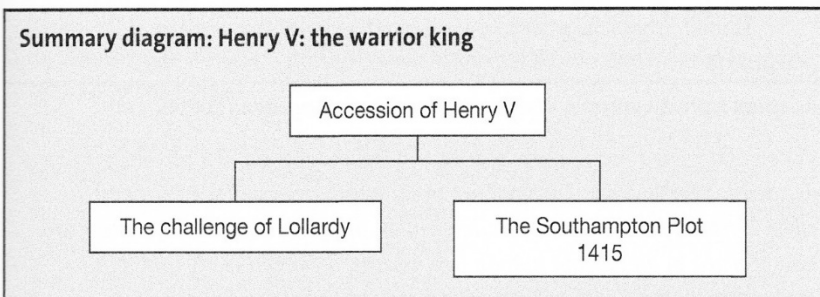 Summary diagram: Henry V: the warrior king
Accession of Henry V
The challenge of Lollardy
The Southampton Plot
1415